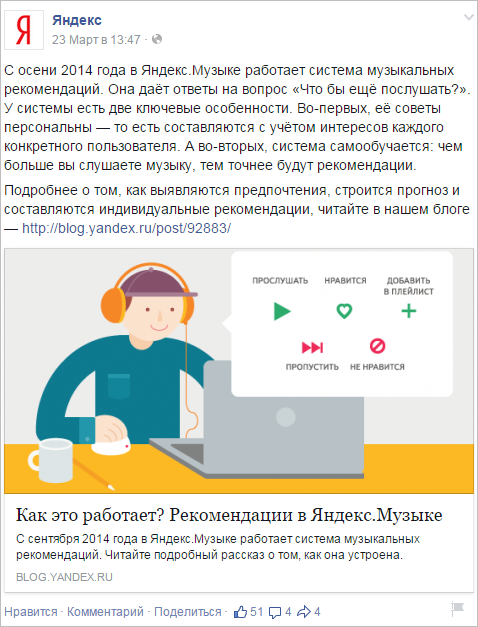 Я
Яндекс
23 Март в 13:47 ·
С осени 2014 года в Яндекс.Музыке работает система музыкальных
рекомендаций. Она даёт ответы на вопрос «Что бы ещё послушать?».
У системы есть две ключевые особенности. Во-первых, её советы
персональны — то есть составляются с учётом интересов каждого
конкретного пользователя. А во-вторых, система самообучается: чем
больше вы слушаете музыку, тем точнее будут рекомендации.
Подробнее о том, как выявляются предпочтения, строится прогноз и
составляются индивидуальные рекомендации, читайте в нашем блоге
— http://blog.yandex.ru/post/92883/
ПРОСЛУШАТЬ НРАВИТСЯ ДОБАВИТЬ
В ПЛЕЙЛИСТ
ПРОПУСТИТЬ НЕ НРАВИТСЯ
Как это работает? Рекомендации в Яндекс.Музыке
С сентября 2014 года в Яндекс.Музыке работает система музыкальных
рекомендаций. Читайте подробный рассказ о том, как она устроена.
BLOG.YANDEX.RU
Нравится · Комментарий · Поделиться · 51 4 4